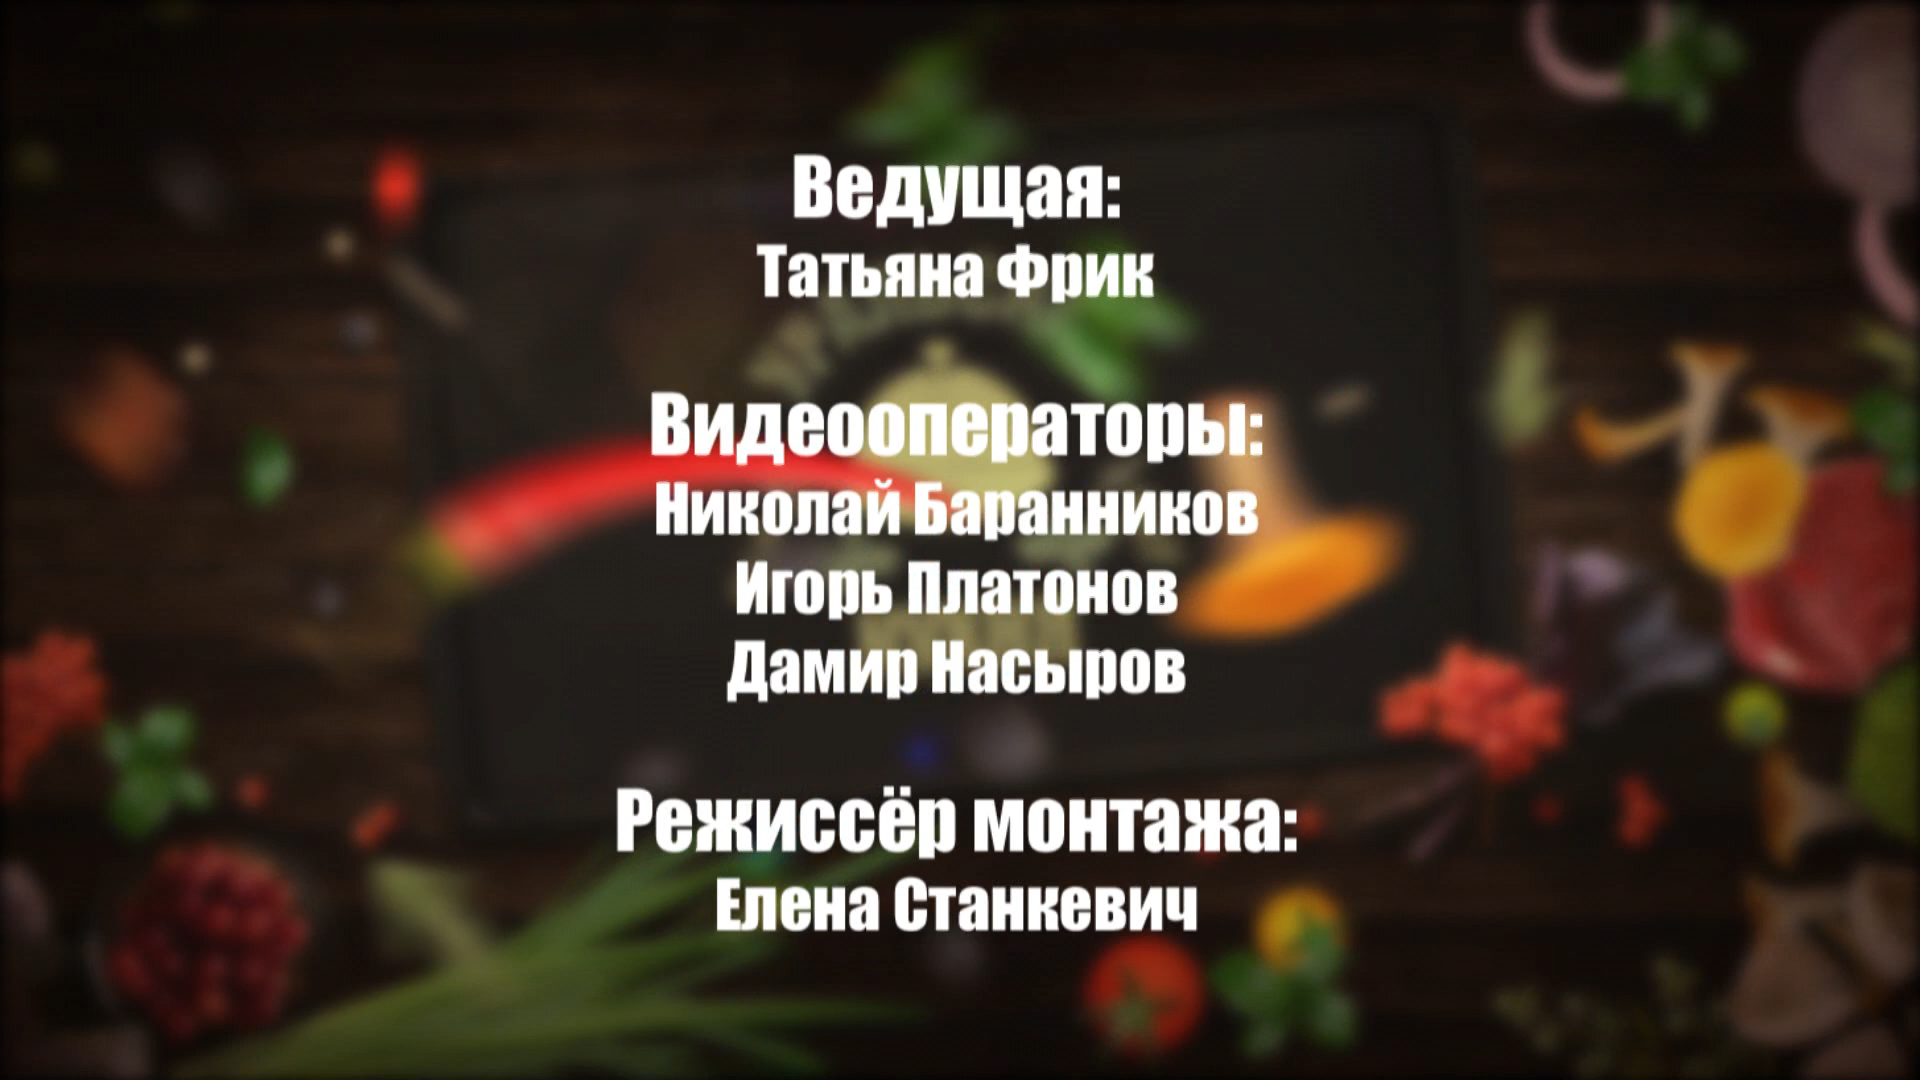 Ведущая:
Татьяна Фрик
Видеооператоры:
Николай Баранников
Игорь Платонов
Дамир Насыров
Режиссёр монтажа:
Елена Станкевич